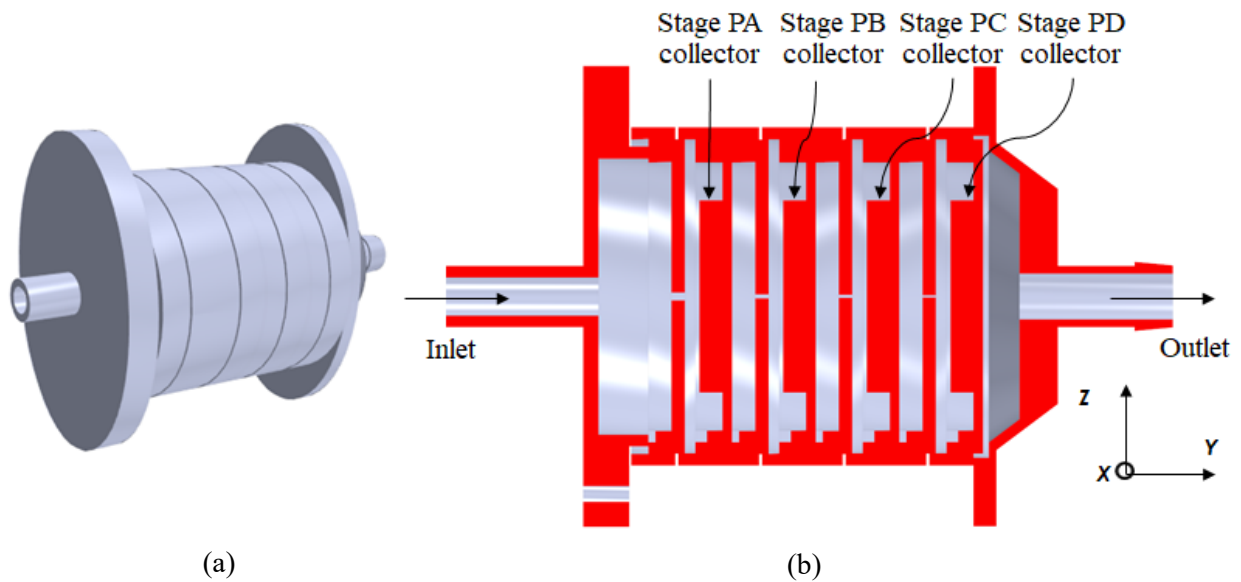 Stage PA collector
Stage PB collector
Stage PC collector
Stage PD collector
Inlet
Outlet
Z
Y
X
(a)
(b)